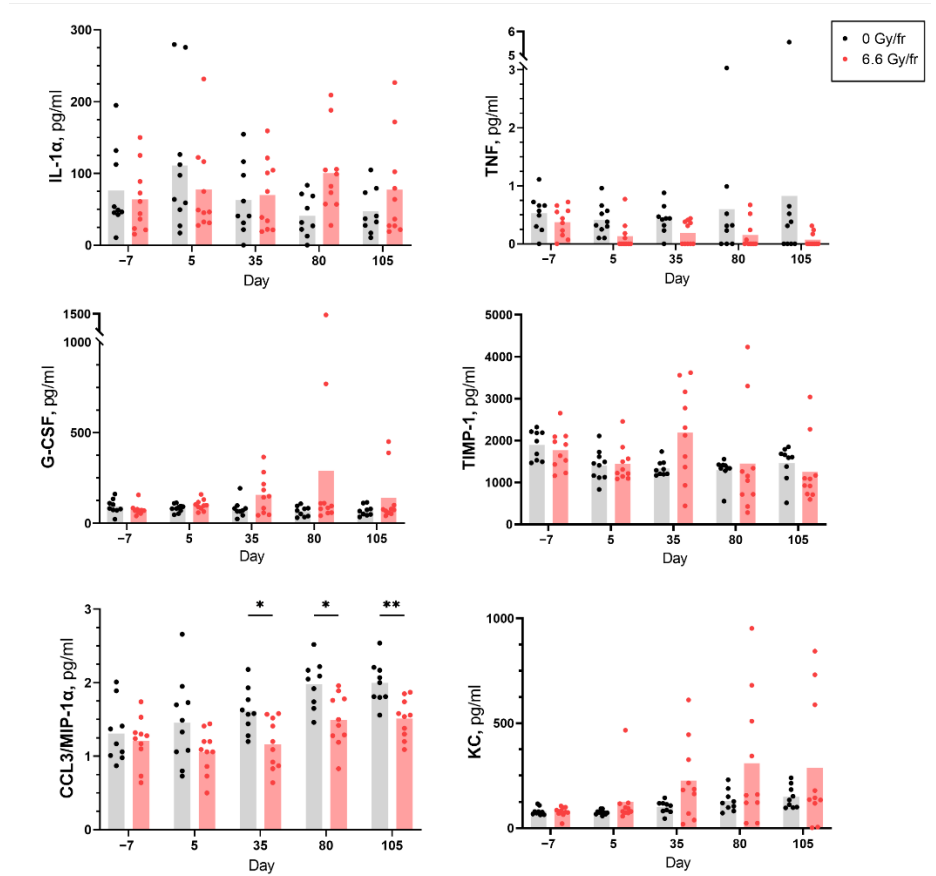 IL-1α, pg/ml
300
200
100
0
−7 5 35 80 105
Day
TNF, pg/ml
6
5
3
2
1
0
−7 5 35 80 105
Day
0 Gy/fr
6.6 Gy/fr
G-CSF, pg/ml
1500
1000
500
0
−7 5 35 80 105
Day
TIMP-1, pg/ml
5000
4000
3000
2000
1000
0
−7 5 35 80 105
Day
CCL3/MIP-1α, pg/ml
3
2
1
0
* * **
−7 5 35 80 105
Day
KC, pg/ml
1000
500
0
−7 5 35 80 105
Day